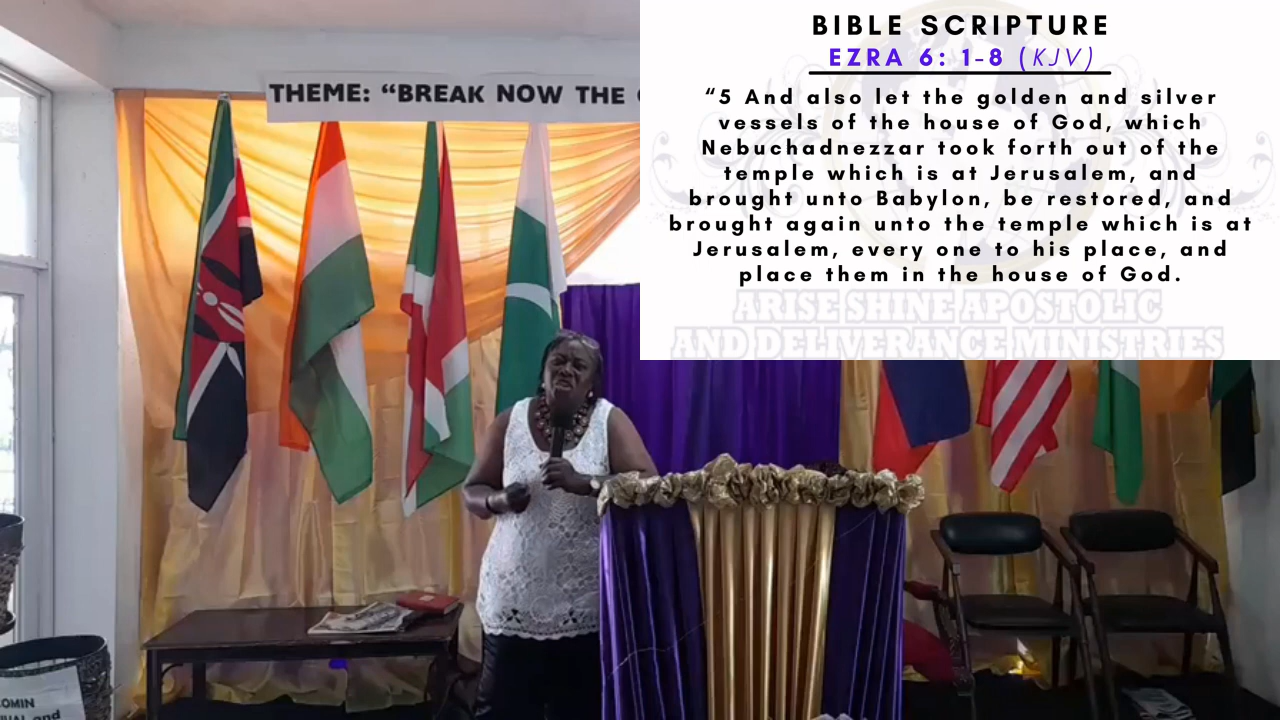 THEME: “BREAK NOW THE
BIBLE SCRIPTURE
EZRA 6: 1-8 (KJV)
“5 And also let the golden and silver
vessels of the house of God, which
Nebuchadnezzar took forth out of the
temple which is at Jerusalem, and
brought unto Babylon, be restored, and
brought again unto the temple which is at
Jerusalem, every one to his place, and
place them in the house of God.
ARISE SHINE APOSTOLIC
AND DELIVERANCE MINISTRIES
and